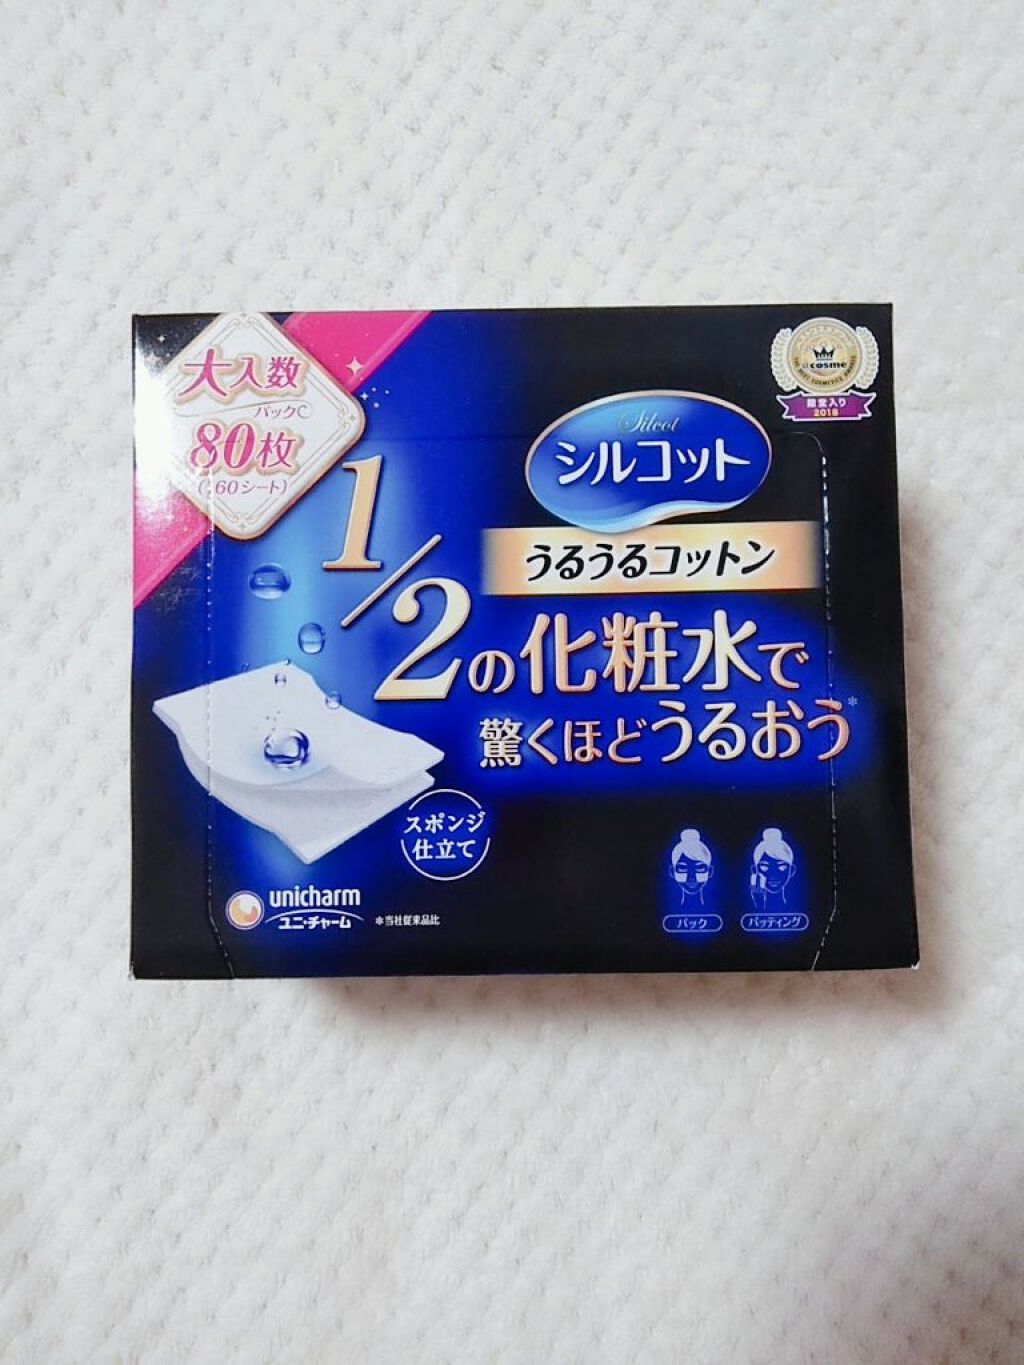 大入数
パックC
80枚
(160シート)
1/2の化粧水で
驚くほどうるおう*
Silcot
シルコット
うるうるコットン
@cosme
THE BEST COSMETICS AWARDS
殿堂入り
2018
スポンジ
仕立て
unicharm
ユニ・チャーム
*当社従来品比
パック
パッティング